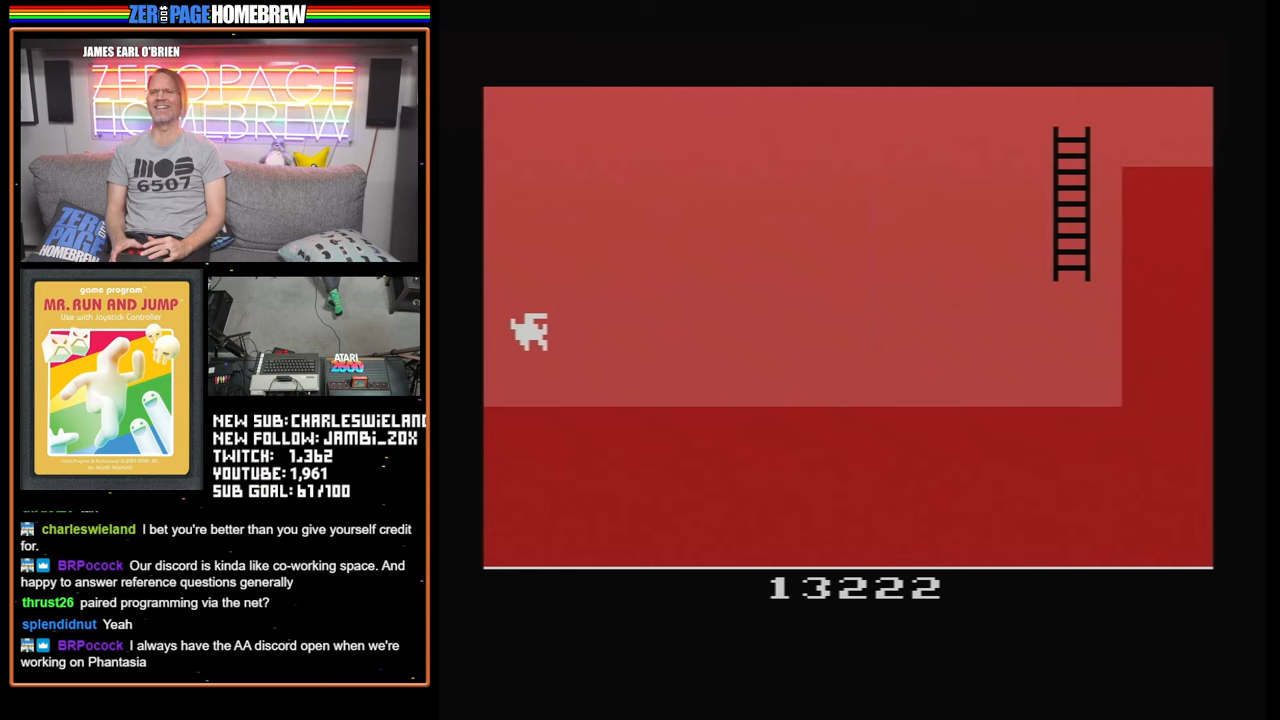 ZEROPAGE HOMEBREW
JAMES EARL O'BRIEN
ZEROPAGE
HOMEBREW
MOS
6507
ZERO
PAGE
HOMEBREW
game program™
MR. RUN AND JUMP
Use with Joystick Controller
ATARI
2600
NEW SUB: CHARLESWIELAND
NEW FOLLOW: JAMBI_ZOX
TWITCH: 1,362
YOUTUBE: 1,961
SUB GOAL: 61/100
charleswieland I bet you're better than you give yourself credit
for.
BRPocock Our discord is kinda like co-working space. And
happy to answer reference questions generally
thrust26 paired programming via the net?
splendidnut Yeah
BRPocock I always have the AA discord open when we're
working on Phantasia
13222